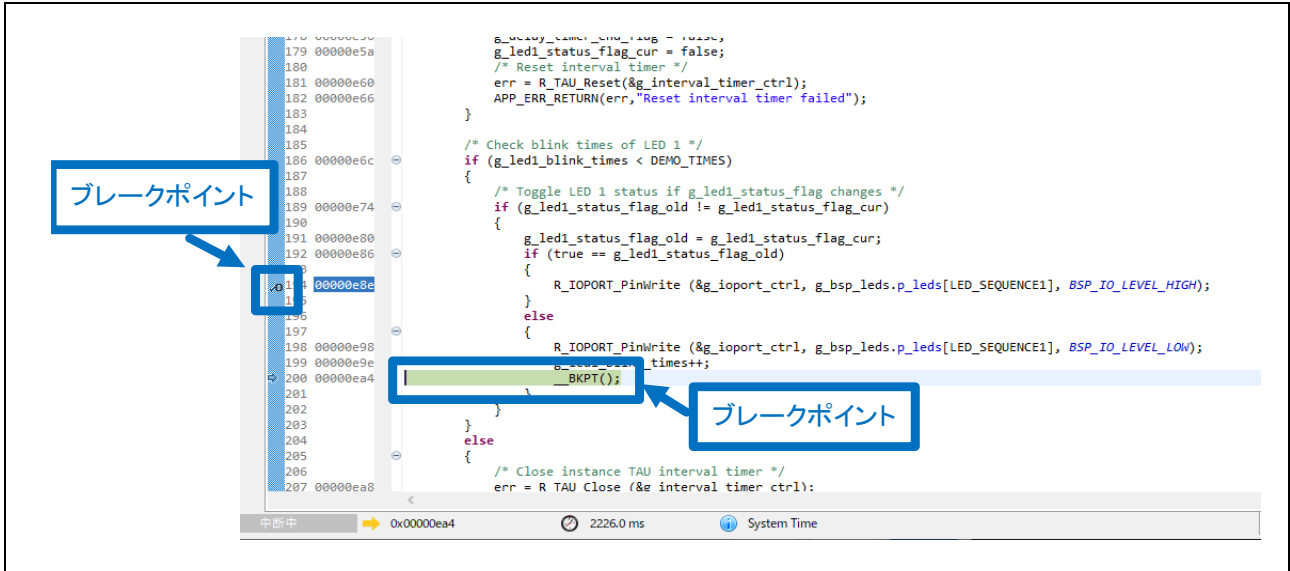 g_delay_timer_end_flag = false;
179 00000e5a g_led1_status_flag_cur = false;
180 /* Reset interval timer */
181 00000e60 err = R_TAU_Reset(&g_interval_timer_ctrl);
182 00000e66 APP_ERR_RETURN(err,"Reset interval timer failed");
183 }
184
185 /* Check blink times of LED 1 */
186 00000e6c if (g_led1_blink_times < DEMO_TIMES)
187 {
ブレークポイント
188 /* Toggle LED 1 status if g_led1_status_flag changes */
189 00000e74 if (g_led1_status_flag_old != g_led1_status_flag_cur)
190 {
191 00000e80 g_led1_status_flag_old = g_led1_status_flag_cur;
192 00000e86 if (true == g_led1_status_flag_old)
{
194 00000e8e R_IOPORT_PinWrite (&g_ioport_ctrl, g_bsp_leds.p_leds[LED_SEQUENCE1], BSP_IO_LEVEL_HIGH);
195 }
196 else
197 {
198 00000e98 R_IOPORT_PinWrite (&g_ioport_ctrl, g_bsp_leds.p_leds[LED_SEQUENCE1], BSP_IO_LEVEL_LOW);
199 00000e9e g_led1_blink_times++;
200 00000ea4 __BKPT();
201 }
202 }
ブレークポイント
203 }
204 else
205 {
206 /* Close instance TAU interval timer */
207 00000ea8 err = R_TAU_Close (&g_interval_timer_ctrl);
中断中 0x00000ea4 2226.0 ms System Time